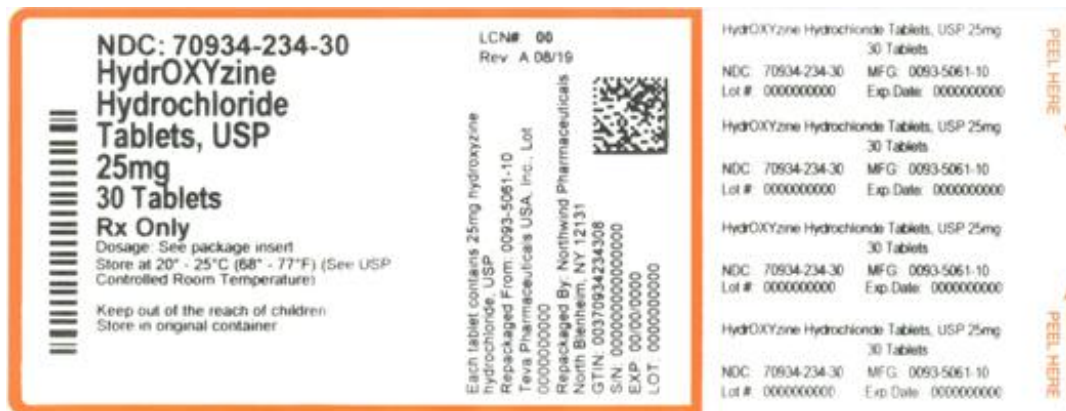 NDC: 70934-234-30
HydrOXYzine
Hydrochloride
Tablets, USP
25mg
30 Tablets
Rx Only
Dosage: See package insert
Store at 20° - 25°C (68° - 77°F) (See USP
Controlled Room Temperature)
Keep out of the reach of children
Store in original container
LCN# 00
Rev A 08/19
Each tablet contains 25mg hydroxyzine
hydrochloride, USP
Repackaged From: 0093-5061-10
Teva Pharmaceuticals USA, Inc., Lot
0000000000
Repackaged By: Northwind Pharmaceuticals
North Blenheim, NY 12131
GTIN: 00370934234308
S/N: 00000000000000
EXP: 00/00/0000
LOT: 0000000000
HydrOXYzine Hydrochloride Tablets, USP 25mg
30 Tablets
NDC: 70934-234-30 MFG: 0093-5061-10
Lot #: 0000000000 Exp.Date: 0000000000
HydrOXYzine Hydrochloride Tablets, USP 25mg
30 Tablets
NDC: 70934-234-30 MFG: 0093-5061-10
Lot #: 0000000000 Exp.Date: 0000000000
HydrOXYzine Hydrochloride Tablets, USP 25mg
30 Tablets
NDC: 70934-234-30 MFG: 0093-5061-10
Lot #: 0000000000 Exp.Date: 0000000000
HydrOXYzine Hydrochloride Tablets, USP 25mg
30 Tablets
NDC: 70934-234-30 MFG: 0093-5061-10
Lot #: 0000000000 Exp.Date: 0000000000
PEEL HERE
PEEL HERE